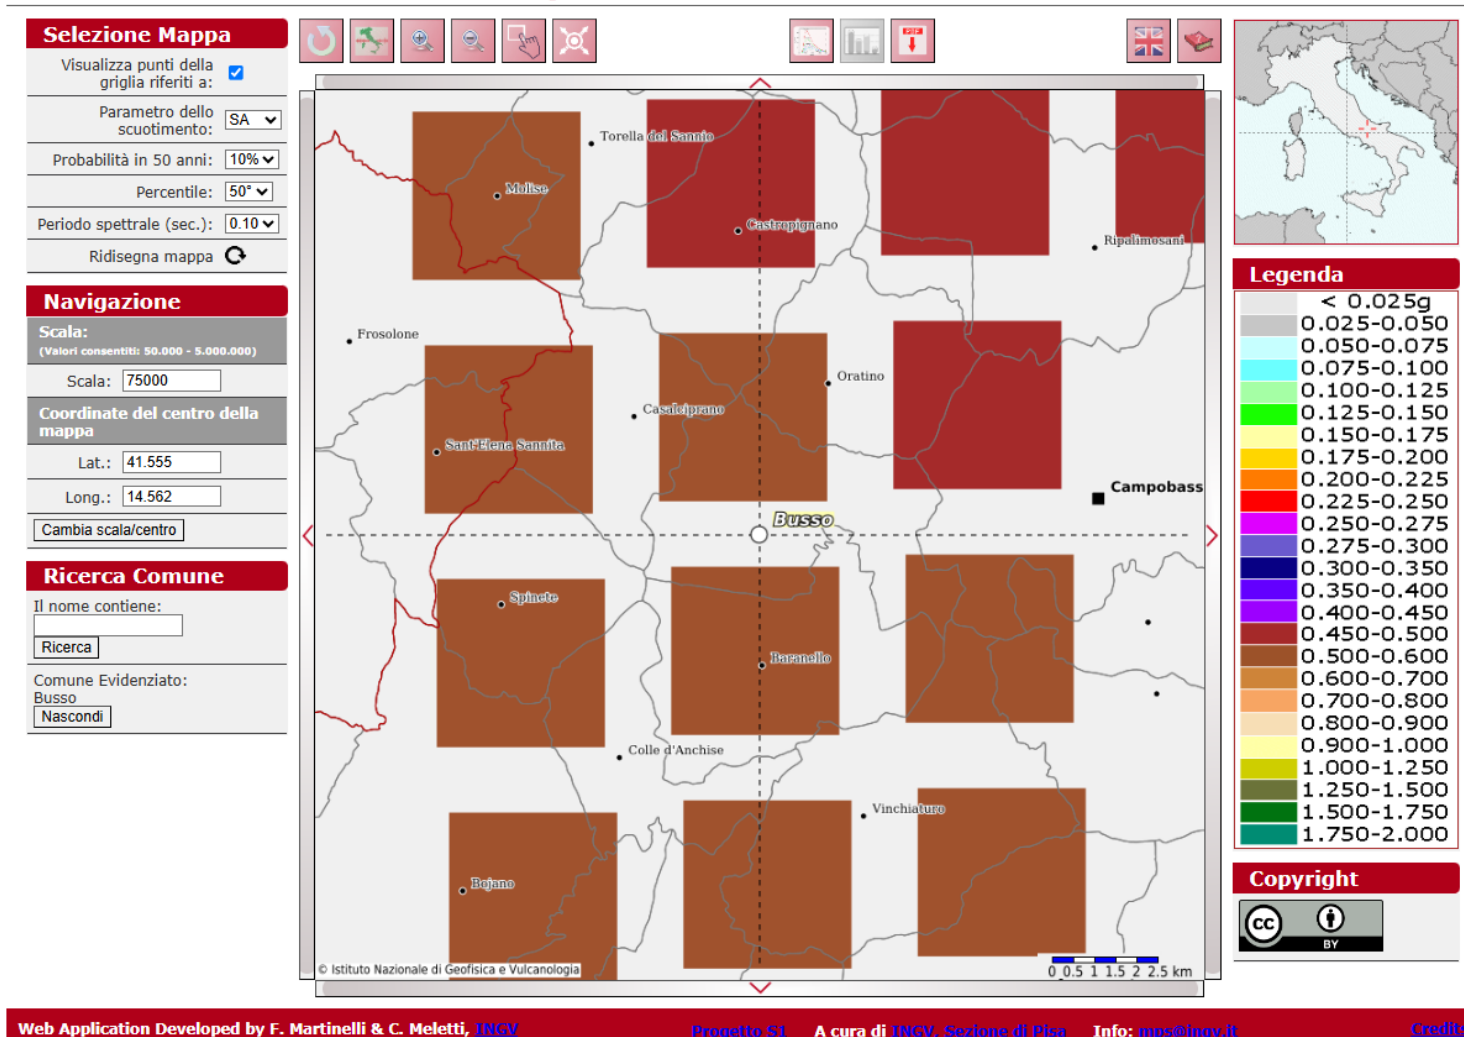 Selezione Mappa
Visualizza punti della
griglia riferiti a:
Parametro dello
scuotimento:
SA
Probabilità in 50 anni:
10%
Percentile:
50°
Periodo spettrale (sec.):
0.10
Ridisegna mappa
Navigazione
Scala:
(Valori consentiti: 50.000 - 5.000.000)
Scala:
75000
Coordinate del centro della
mappa
Lat.:
41.555
Long.:
14.562
Cambia scala/centro
Ricerca Comune
Il nome contiene:
Ricerca
Comune Evidenziato:
Busso
Nascondi
PDF
Torella del Sannio
Molise
Castropignano
Ripalimosani
Frosolone
Oratino
Casalciprano
Sant'Elena Sannita
Campobass
Busso
Spinete
Baranello
Colle d'Anchise
Vinchiaturo
Bojano
© Istituto Nazionale di Geofisica e Vulcanologia
0 0.5 1 1.5 2 2.5 km
Legenda
< 0.025g
0.025-0.050
0.050-0.075
0.075-0.100
0.100-0.125
0.125-0.150
0.150-0.175
0.175-0.200
0.200-0.225
0.225-0.250
0.250-0.275
0.275-0.300
0.300-0.350
0.350-0.400
0.400-0.450
0.450-0.500
0.500-0.600
0.600-0.700
0.700-0.800
0.800-0.900
0.900-1.000
1.000-1.250
1.250-1.500
1.500-1.750
1.750-2.000
Copyright
cc
BY
Web Application Developed by F. Martinelli & C. Meletti, INGV
Progetto S1
A cura di INGV, Sezione di Pisa
Info: mps@ingv.it
Credits